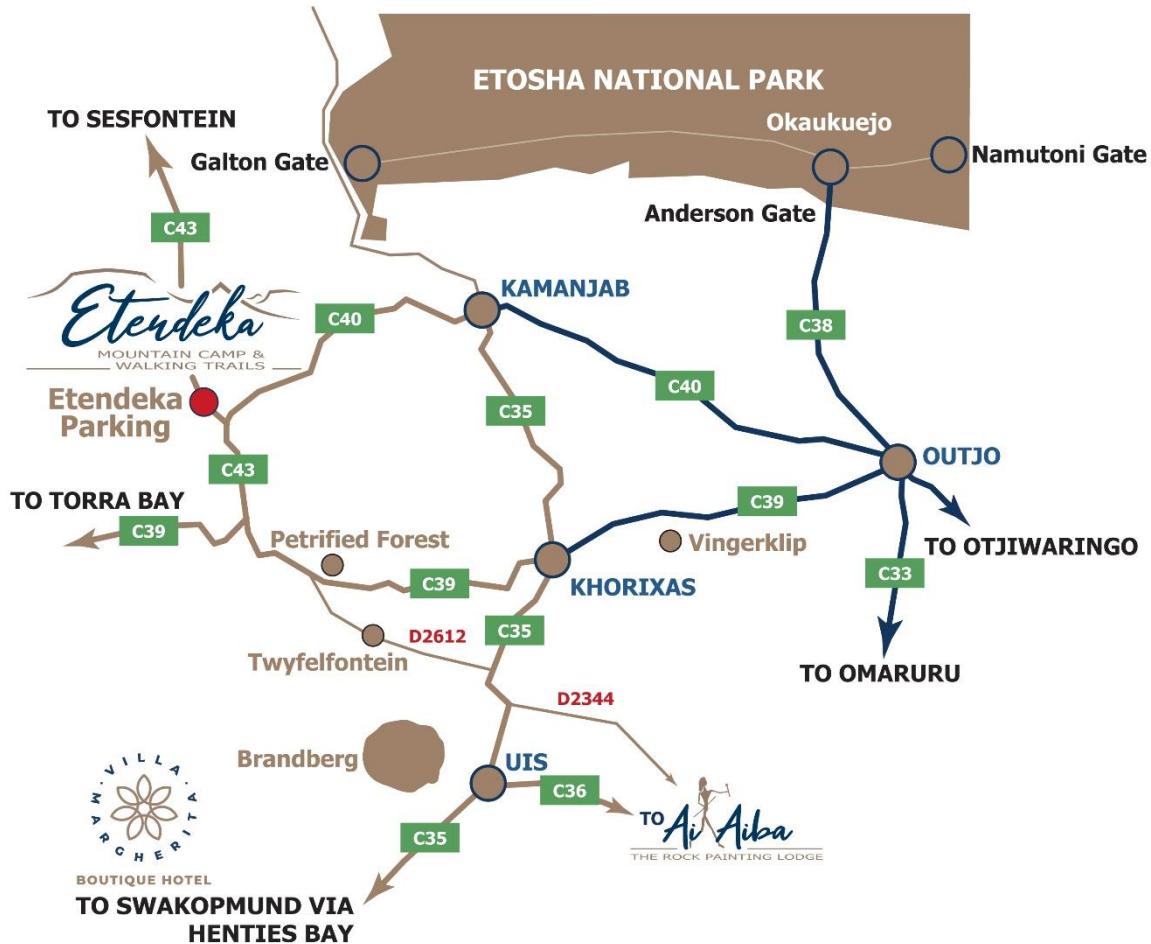 ETOSHA NATIONAL PARK
TO SESFONTEIN
Okaukuejo
Galton Gate
Namutoni Gate
Anderson Gate
C43
KAMANJAB
Etendeka
MOUNTAIN CAMP &
WALKING TRAILS
C40
C38
C40
Etendeka
Parking
C35
C43
OUTJO
TO TORRA BAY
C39
C39
Petrified Forest
Vingerklip
TO OTJIWARINGO
C39
KHORIXAS
C33
C35
D2612
Twyfelfontein
TO OMARURU
D2344
Brandberg
UIS
C36
VILLA
MARGHERITA
BOUTIQUE HOTEL
C35
TO Ai Aiba
THE ROCK PAINTING LODGE
TO SWAKOPMUND VIA
HENTIES BAY